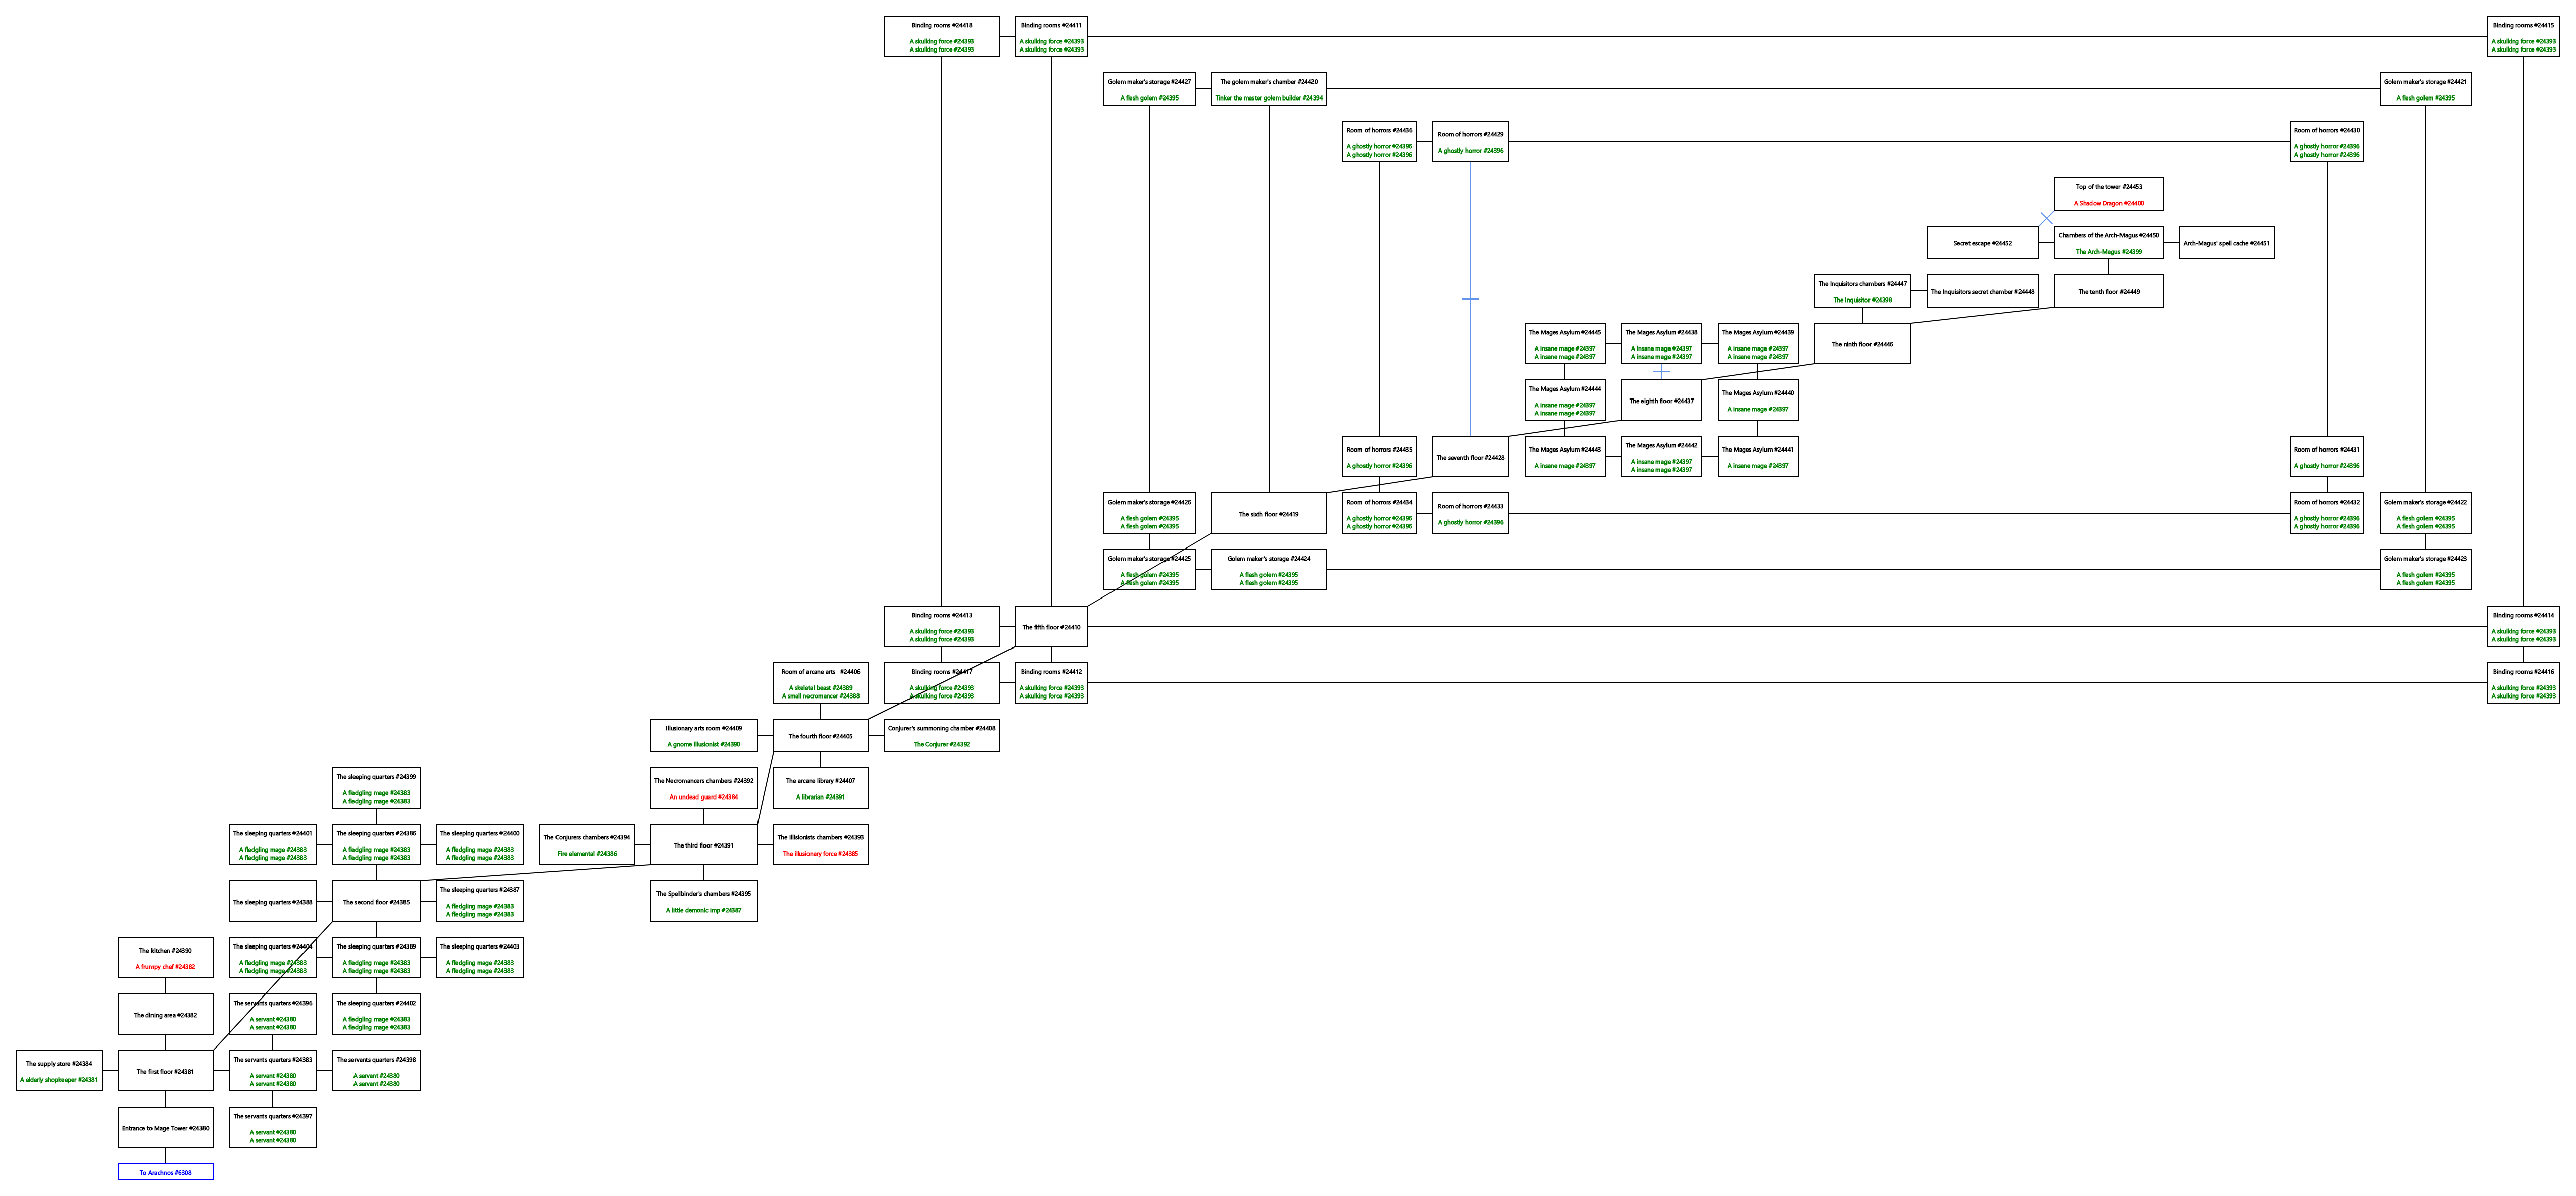 Binding rooms #24418
A skulking force #24393
A skulking force #24393
Binding rooms #24411
A skulking force #24393
A skulking force #24393
Binding rooms #24415
A skulking force #24393
A skulking force #24393
Golem maker's storage #24427
A flesh golem #24395
The golem maker's chamber #24420
Tinker the master golem builder #24394
Golem maker's storage #24421
A flesh golem #24395
Room of horrors #24436
A ghostly horror #24396
A ghostly horror #24396
Room of horrors #24429
A ghostly horror #24396
Room of horrors #24430
A ghostly horror #24396
A ghostly horror #24396
Top of the tower #24453
A Shadow Dragon #24400
Secret escape #24452
Chambers of the Arch-Magus #24450
The Arch-Magus #24399
Arch-Magus' spell cache #24451
The Inquisitors chambers #24447
The Inquisitor #24398
The Inquisitors secret chamber #24448
The tenth floor #24449
The Mages Asylum #24445
A insane mage #24397
A insane mage #24397
The Mages Asylum #24438
A insane mage #24397
A insane mage #24397
The Mages Asylum #24439
A insane mage #24397
A insane mage #24397
The ninth floor #24446
The Mages Asylum #24444
A insane mage #24397
A insane mage #24397
The eighth floor #24437
The Mages Asylum #24440
A insane mage #24397
Room of horrors #24435
A ghostly horror #24396
The seventh floor #24428
The Mages Asylum #24443
A insane mage #24397
The Mages Asylum #24442
A insane mage #24397
A insane mage #24397
The Mages Asylum #24441
A insane mage #24397
Room of horrors #24431
A ghostly horror #24396
Golem maker's storage #24426
A flesh golem #24395
A flesh golem #24395
The sixth floor #24419
Room of horrors #24434
A ghostly horror #24396
A ghostly horror #24396
Room of horrors #24433
A ghostly horror #24396
Room of horrors #24432
A ghostly horror #24396
A ghostly horror #24396
Golem maker's storage #24422
A flesh golem #24395
A flesh golem #24395
Golem maker's storage #24425
A flesh golem #24395
A flesh golem #24395
Golem maker's storage #24424
A flesh golem #24395
A flesh golem #24395
Golem maker's storage #24423
A flesh golem #24395
A flesh golem #24395
Binding rooms #24413
A skulking force #24393
A skulking force #24393
The fifth floor #24410
Binding rooms #24414
A skulking force #24393
A skulking force #24393
Room of arcane arts #24406
A skeletal beast #24389
A small necromancer #24388
Binding rooms #24417
A skulking force #24393
A skulking force #24393
Binding rooms #24412
A skulking force #24393
A skulking force #24393
Binding rooms #24416
A skulking force #24393
A skulking force #24393
Illusionary arts room #24409
A gnome illusionist #24390
The fourth floor #24405
Conjurer's summoning chamber #24408
The Conjurer #24392
The sleeping quarters #24399
A fledgling mage #24383
A fledgling mage #24383
The Necromancers chambers #24392
An undead guard #24384
The arcane library #24407
A librarian #24391
The sleeping quarters #24401
A fledgling mage #24383
A fledgling mage #24383
The sleeping quarters #24386
A fledgling mage #24383
A fledgling mage #24383
The sleeping quarters #24400
A fledgling mage #24383
A fledgling mage #24383
The Conjurers chambers #24394
Fire elemental #24386
The third floor #24391
The Illisionists chambers #24393
The illusionary force #24385
The sleeping quarters #24388
The second floor #24385
The sleeping quarters #24387
A fledgling mage #24383
A fledgling mage #24383
The Spellbinder's chambers #24395
A little demonic imp #24387
The kitchen #24390
A frumpy chef #24382
The sleeping quarters #24404
A fledgling mage #24383
A fledgling mage #24383
The sleeping quarters #24389
A fledgling mage #24383
A fledgling mage #24383
The sleeping quarters #24403
A fledgling mage #24383
A fledgling mage #24383
The dining area #24382
The servants quarters #24396
A servant #24380
A servant #24380
The sleeping quarters #24402
A fledgling mage #24383
A fledgling mage #24383
The supply store #24384
A elderly shopkeeper #24381
The first floor #24381
The servants quarters #24383
A servant #24380
A servant #24380
The servants quarters #24398
A servant #24380
A servant #24380
Entrance to Mage Tower #24380
The servants quarters #24397
A servant #24380
A servant #24380
To Arachnos #6308